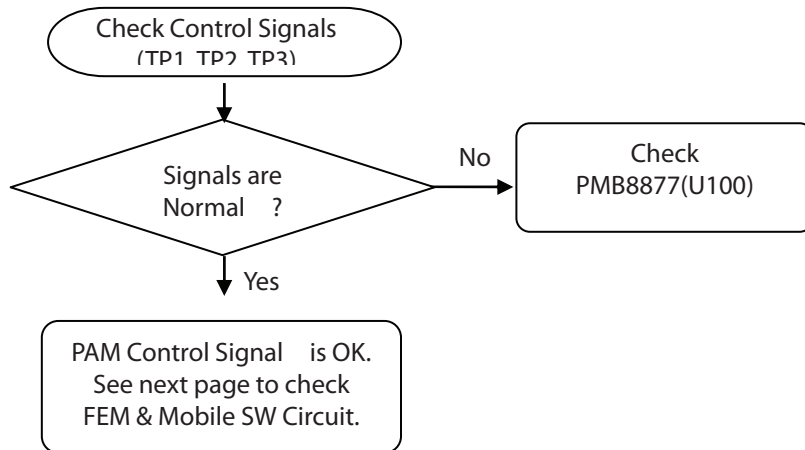 Check Control Signals
(TP1, TP2, TP3)
Signals are
Normal ?
No
Check
PMB8877(U100)
Yes
PAM Control Signal is OK.
See next page to check
FEM & Mobile SW Circuit.